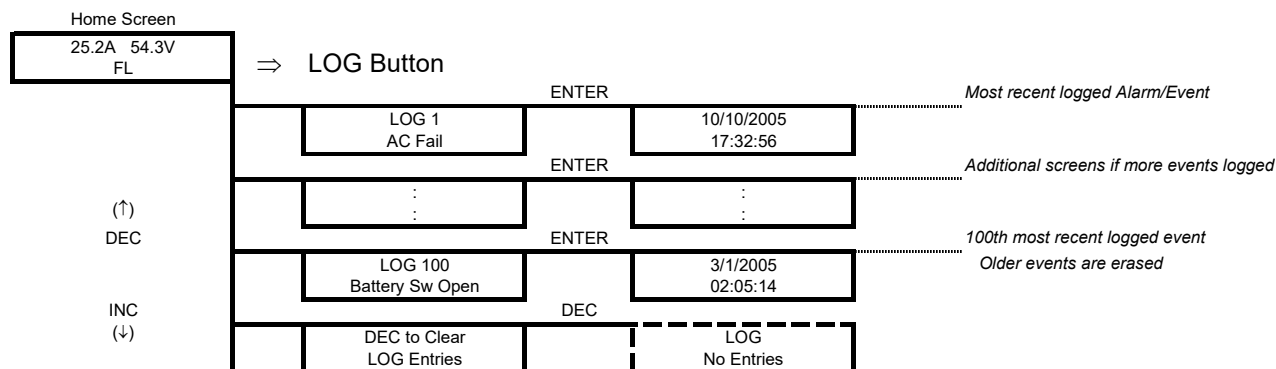 Home Screen
25.2A 54.3V
FL
⇒ LOG Button
ENTER
Most recent logged Alarm/Event
LOG 1
AC Fail
10/10/2005
17:32:56
ENTER
Additional screens if more events logged
:
:
:
:
(↑)
DEC
ENTER
100th most recent logged event
Older events are erased
LOG 100
Battery Sw Open
3/1/2005
02:05:14
INC
(↓)
DEC
DEC to Clear
LOG Entries
LOG
No Entries